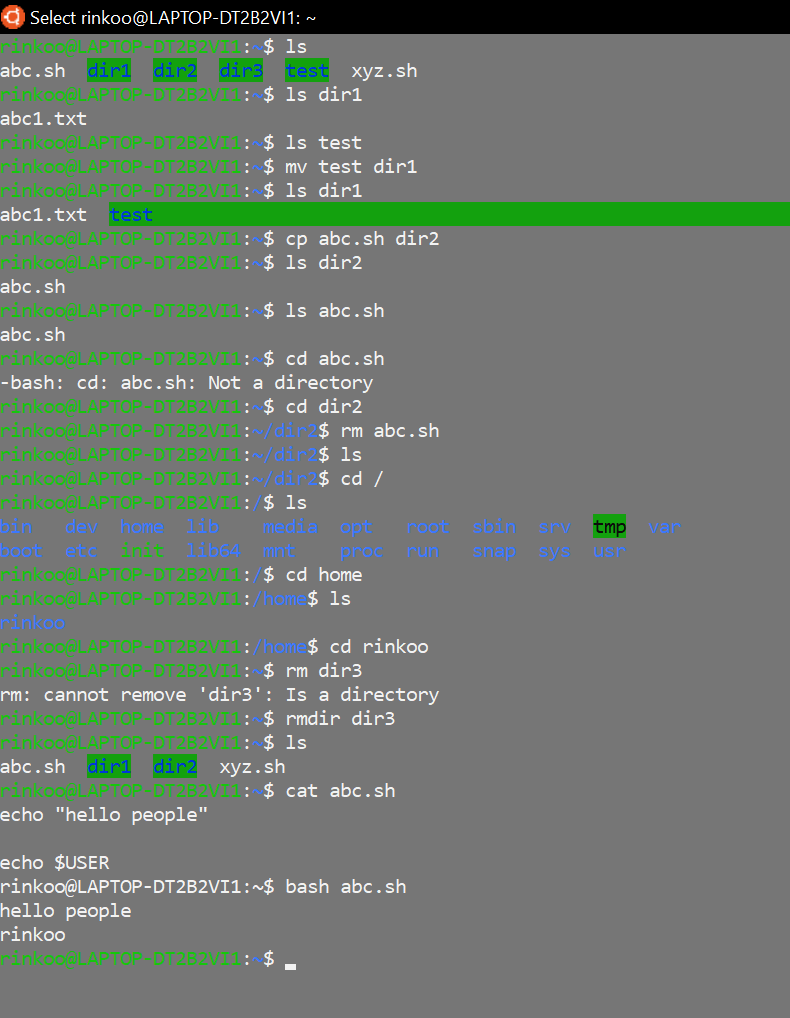 Select rinkoo@LAPTOP-DT2B2VI1: ~
rinkoo@LAPTOP-DT2B2VI1:~$ ls
abc.sh  dir1  dir2  dir3  test  xyz.sh
rinkoo@LAPTOP-DT2B2VI1:~$ ls dir1
abc1.txt
rinkoo@LAPTOP-DT2B2VI1:~$ ls test
rinkoo@LAPTOP-DT2B2VI1:~$ mv test dir1
rinkoo@LAPTOP-DT2B2VI1:~$ ls dir1
abc1.txt  test
rinkoo@LAPTOP-DT2B2VI1:~$ cp abc.sh dir2
rinkoo@LAPTOP-DT2B2VI1:~$ ls dir2
abc.sh
rinkoo@LAPTOP-DT2B2VI1:~$ ls abc.sh
abc.sh
rinkoo@LAPTOP-DT2B2VI1:~$ cd abc.sh
-bash: cd: abc.sh: Not a directory
rinkoo@LAPTOP-DT2B2VI1:~$ cd dir2
rinkoo@LAPTOP-DT2B2VI1:~/dir2$ rm abc.sh
rinkoo@LAPTOP-DT2B2VI1:~/dir2$ ls
rinkoo@LAPTOP-DT2B2VI1:~/dir2$ cd /
rinkoo@LAPTOP-DT2B2VI1:/$ ls
bin   dev  home  lib    media  opt   root  sbin  srv  tmp  var
boot  etc  init  lib64  mnt    proc  run   snap  sys  usr
rinkoo@LAPTOP-DT2B2VI1:/$ cd home
rinkoo@LAPTOP-DT2B2VI1:/home$ ls
rinkoo
rinkoo@LAPTOP-DT2B2VI1:/home$ cd rinkoo
rinkoo@LAPTOP-DT2B2VI1:~$ rm dir3
rm: cannot remove 'dir3': Is a directory
rinkoo@LAPTOP-DT2B2VI1:~$ rmdir dir3
rinkoo@LAPTOP-DT2B2VI1:~$ ls
abc.sh  dir1  dir2  xyz.sh
rinkoo@LAPTOP-DT2B2VI1:~$ cat abc.sh
echo "hello people"

echo $USER
rinkoo@LAPTOP-DT2B2VI1:~$ bash abc.sh
hello people
rinkoo
rinkoo@LAPTOP-DT2B2VI1:~$